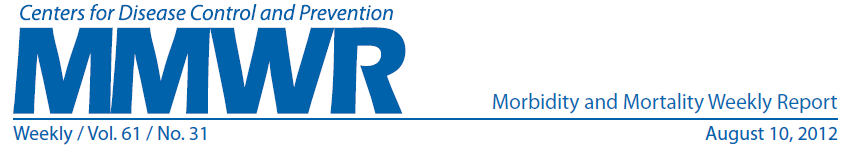 Centers for Disease Control and Prevention
MMWR
Morbidity and Mortality Weekly Report
Weekly / Vol. 61 / No. 31
August 10, 2012